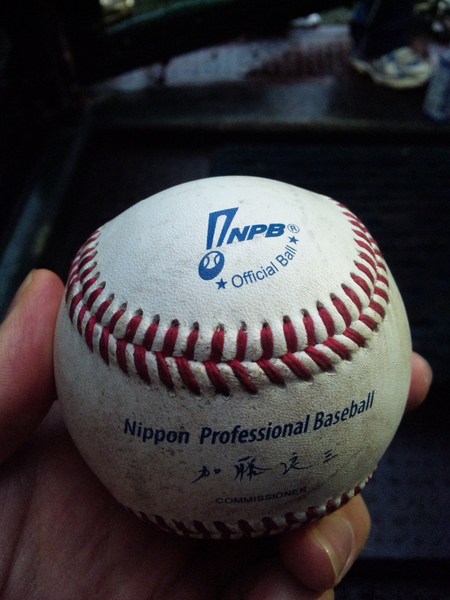 NPB®
★ Official Ball ★
Nippon Professional Baseball
加藤良三
COMMISSIONER